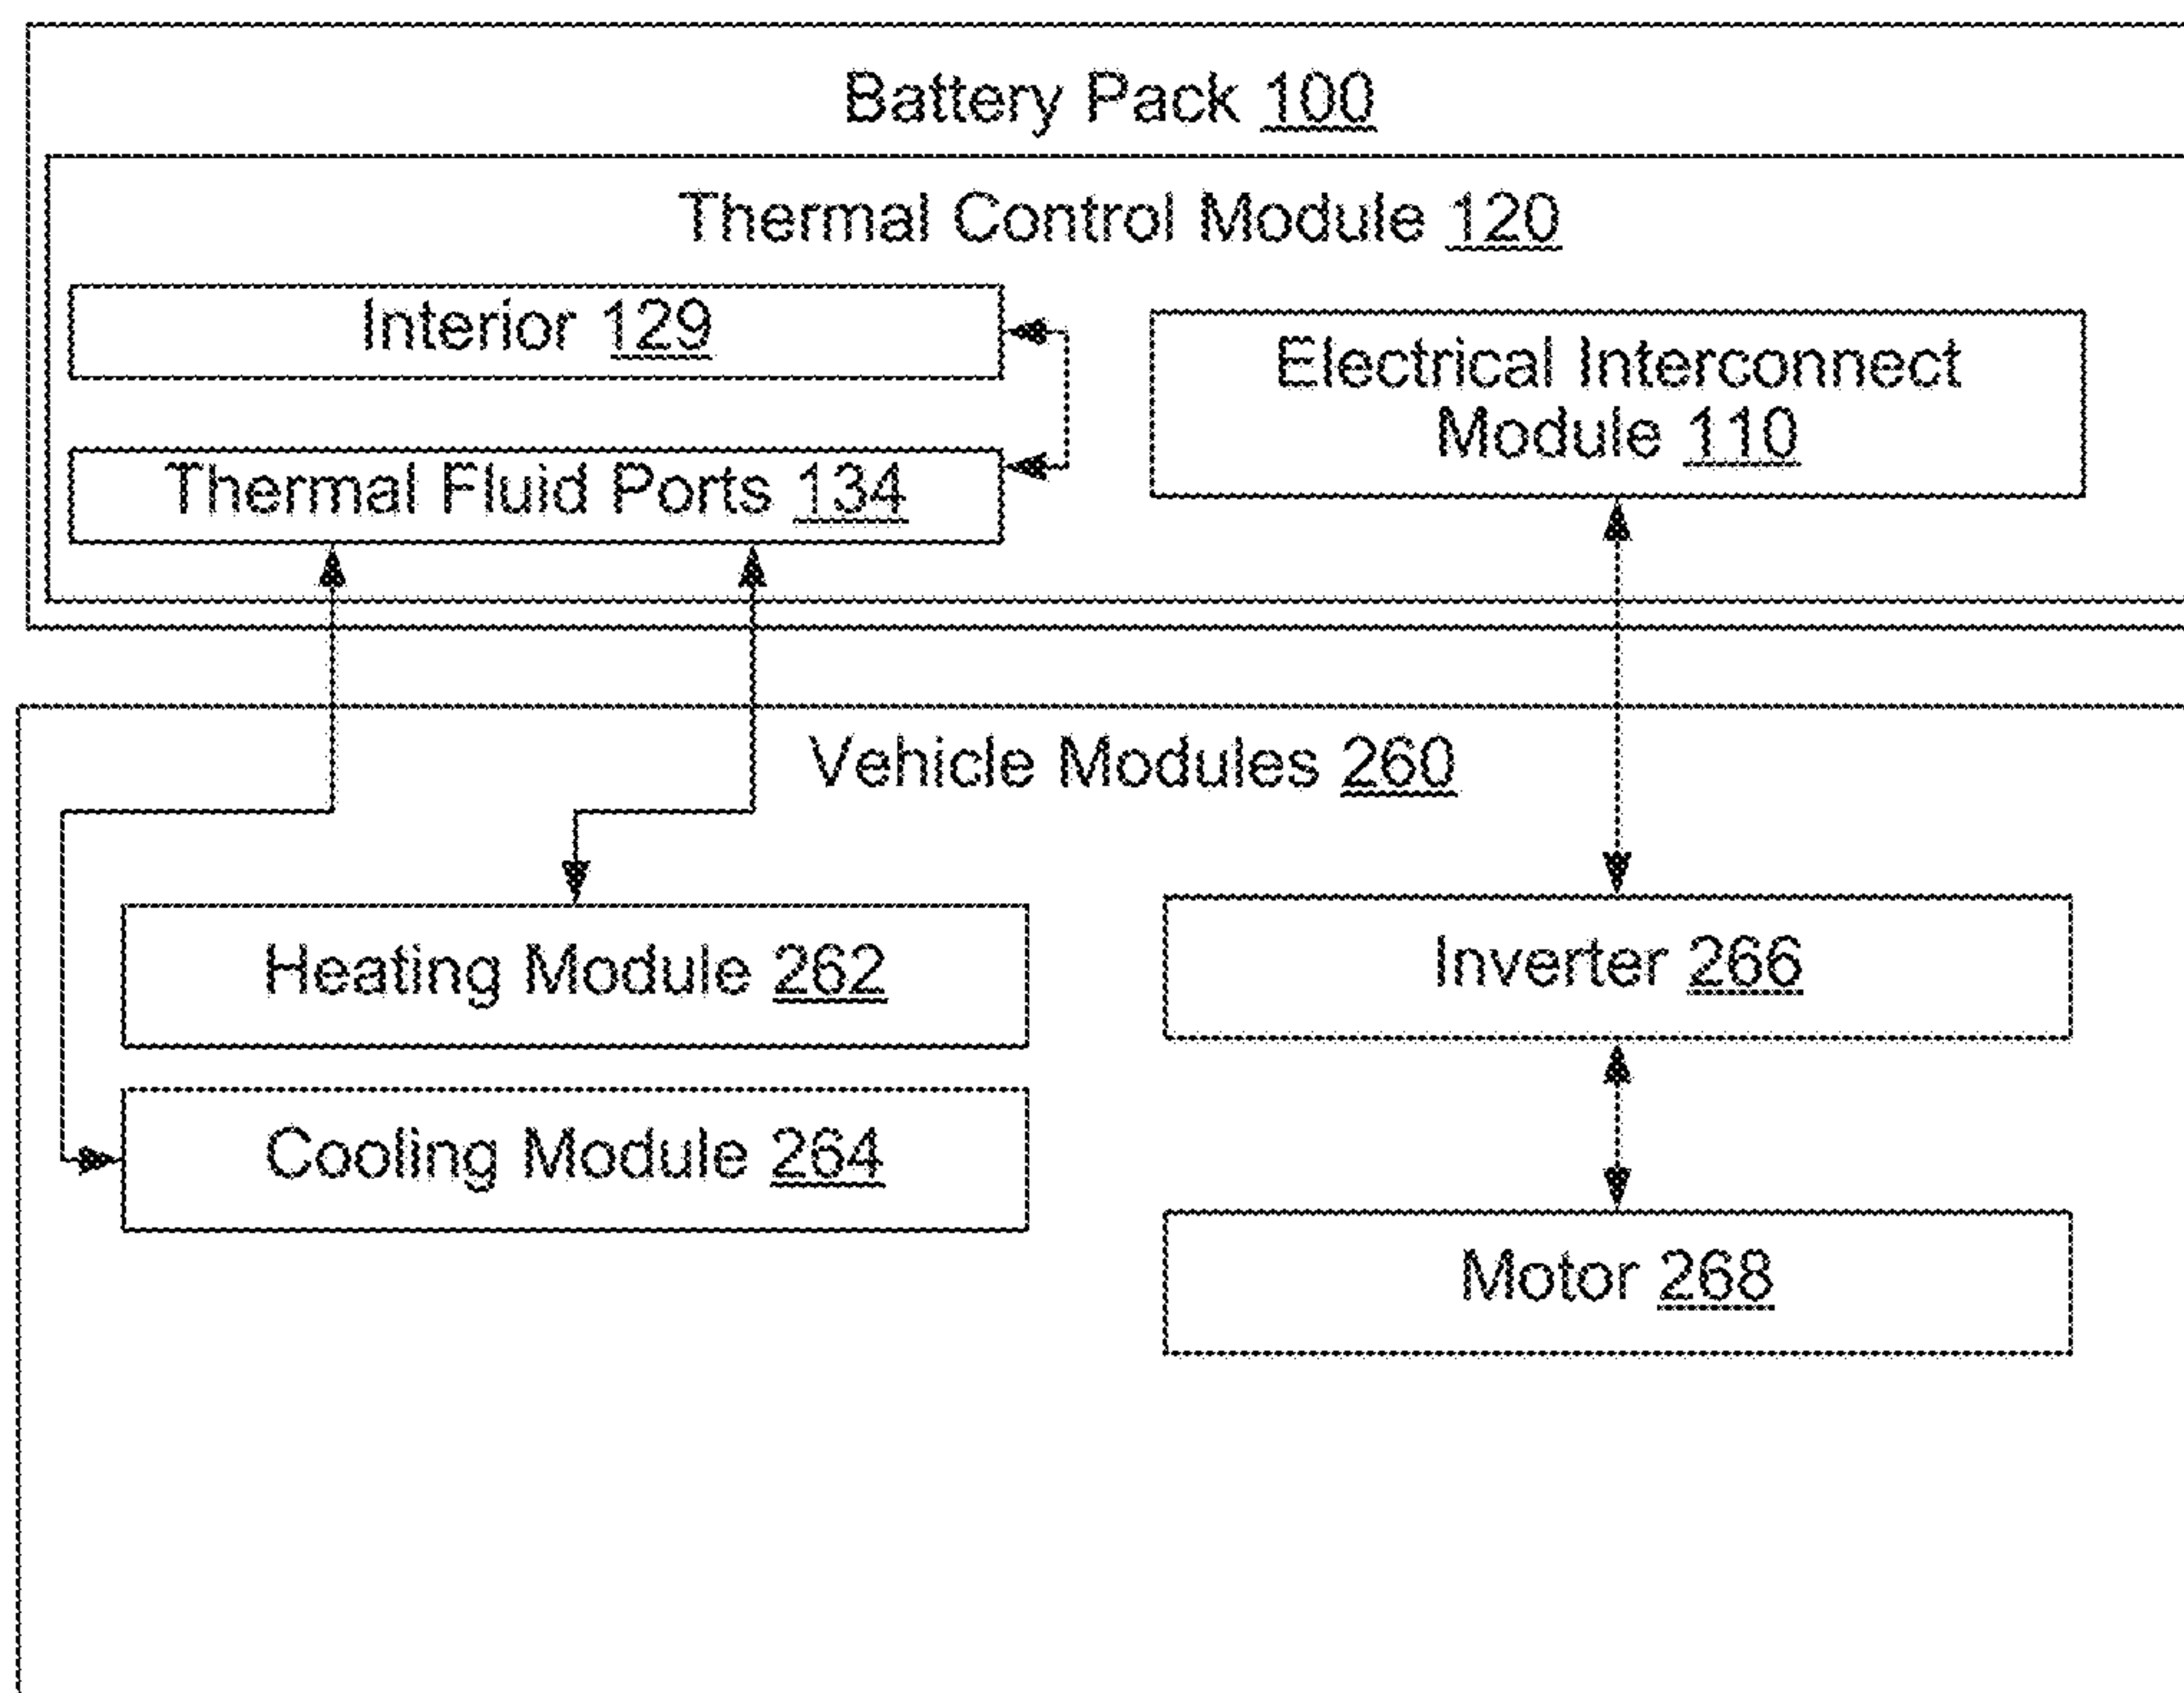 Battery Pack 100
Thermal Control Module 120
Interior 129
Thermal Fluid Ports 134
Electrical Interconnect
Module 110
Vehicle Modules 260
Heating Module 262
Cooling Module 264
Inverter 266
Motor 268